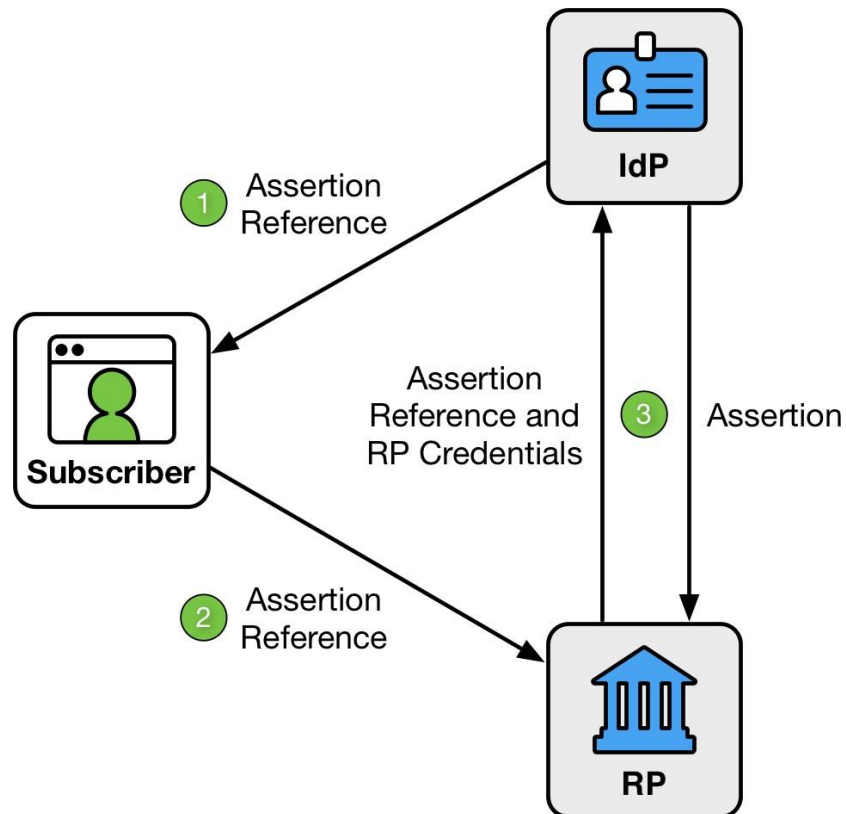 IdP
1
Assertion
Reference
Subscriber
Assertion
Reference and
RP Credentials
3
Assertion
2
Assertion
Reference
RP